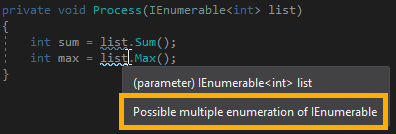 private void Process(IEnumerable<int> list)
{
int sum = list.Sum();
int max = list.Max();
}
(parameter) IEnumerable<int> list
Possible multiple enumeration of IEnumerable